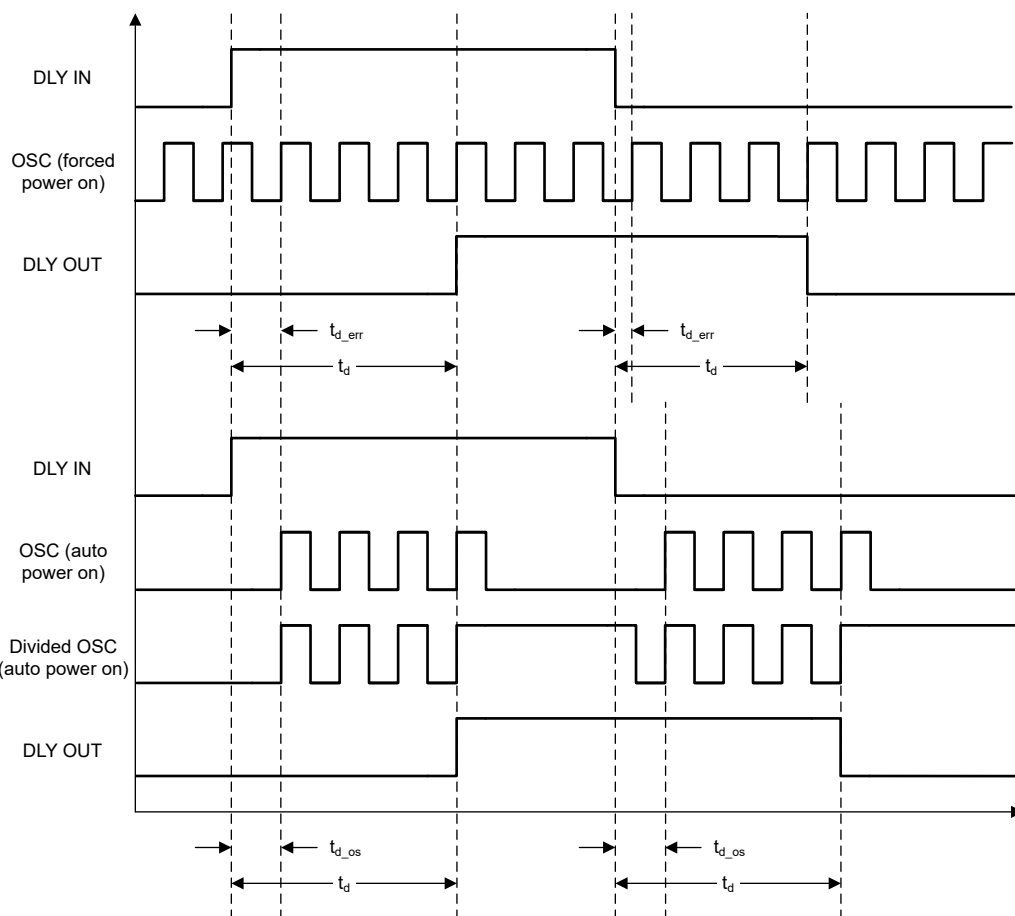 DLY IN
OSC (forced
power on)
DLY OUT
t_d_err
t_d_err
t_d
t_d
DLY IN
OSC (auto
power on)
Divided OSC
(auto power on)
DLY OUT
t_d_os
t_d_os
t_d
t_d